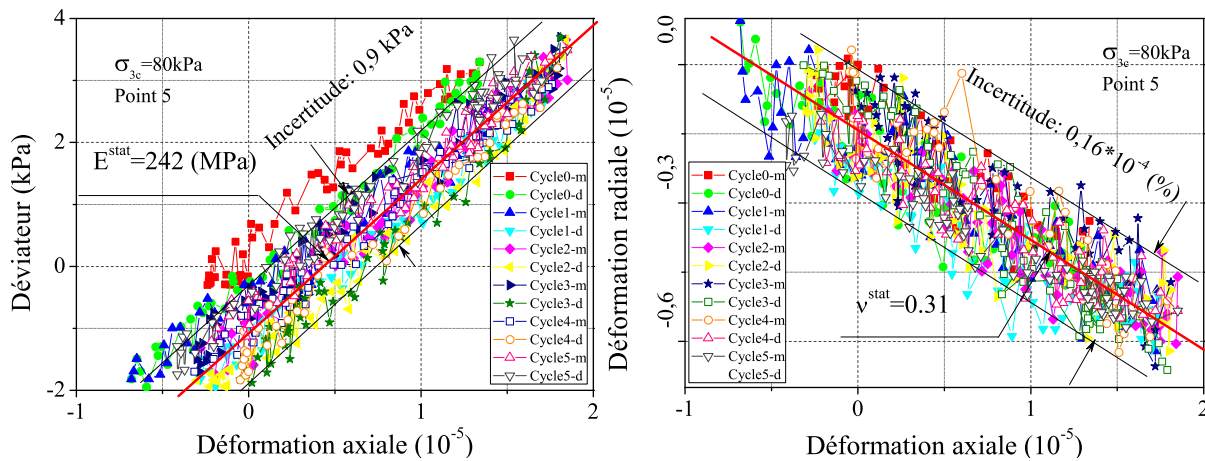 σ3c=80kPa
Point 5
Incertitude: 0,9 kPa
E^stat=242 (MPa)
Cycle0-m
Cycle0-d
Cycle1-m
Cycle1-d
Cycle2-m
Cycle2-d
Cycle3-m
Cycle3-d
Cycle4-m
Cycle4-d
Cycle5-m
Cycle5-d
4
2
0
-2
-1
0
1
2
Déviateur (kPa)
Déformation axiale (10^-5)
σ3c=80kPa
Point 5
Incertitude: 0,16*10^-4 (%)
ν^stat=0.31
Cycle0-m
Cycle0-d
Cycle1-m
Cycle1-d
Cycle2-m
Cycle2-d
Cycle3-m
Cycle3-d
Cycle4-m
Cycle4-d
Cycle5-m
Cycle5-d
0,0
-0,3
-0,6
-1
0
1
2
Déformation radiale (10^-5)
Déformation axiale (10^-5)